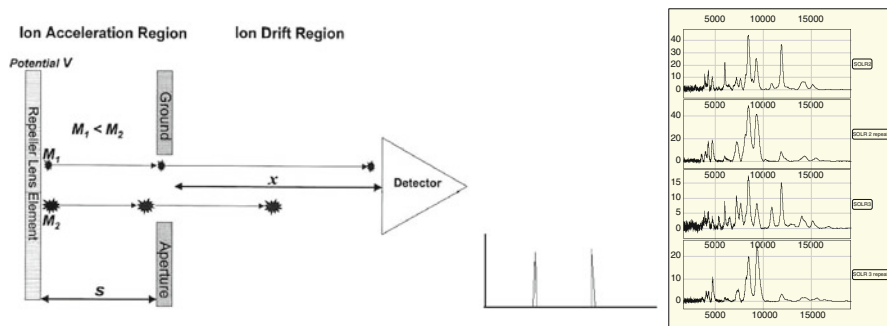 Ion Acceleration Region
Ion Drift Region
Potential V
Repeller Lens Element
Ground
M₁ < M₂
M₁
x
Detector
M₂
Aperture
s
5000 10000 15000
40
30
20
10
0
SOLR2
5000 10000 15000
40
20
0
SOLR 2 repeat
5000 10000 15000
15
10
5
0
SOLR3
5000 10000 15000
20
10
0
SOLR 3 repeat
5000 10000 15000